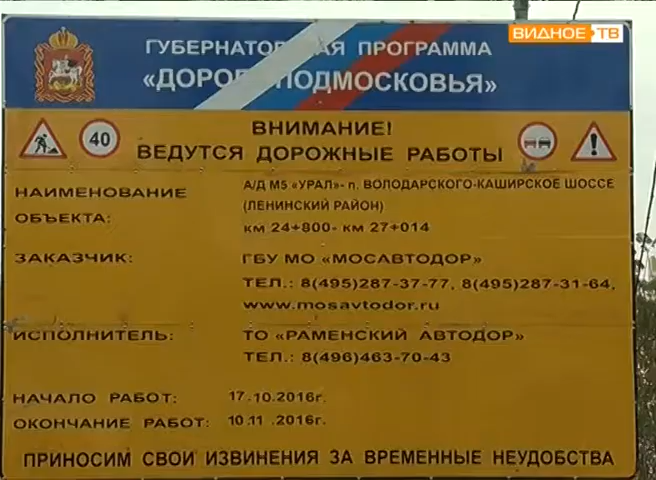 ВИДНОЕ ТВ
ГУБЕРНАТОРСКАЯ ПРОГРАММА
«ДОРОГИ ПОДМОСКОВЬЯ»
40
ВНИМАНИЕ!
ВЕДУТСЯ ДОРОЖНЫЕ РАБОТЫ
НАИМЕНОВАНИЕ ОБЪЕКТА:
А/Д М5 «УРАЛ»- п. ВОЛОДАРСКОГО-КАШИРСКОЕ ШОССЕ
(ЛЕНИНСКИЙ РАЙОН)
км 24+800- км 27+014
ЗАКАЗЧИК:
ГБУ МО «МОСАВТОДОР»
ТЕЛ.: 8(495)287-37-77, 8(495)287-31-64,
www.mosavtodor.ru
ИСПОЛНИТЕЛЬ:
ТО «РАМЕНСКИЙ АВТОДОР»
ТЕЛ.: 8(496)463-70-43
НАЧАЛО РАБОТ: 17.10.2016г.
ОКОНЧАНИЕ РАБОТ: 10.11.2016г.
ПРИНОСИМ СВОИ ИЗВИНЕНИЯ ЗА ВРЕМЕННЫЕ НЕУДОБСТВА